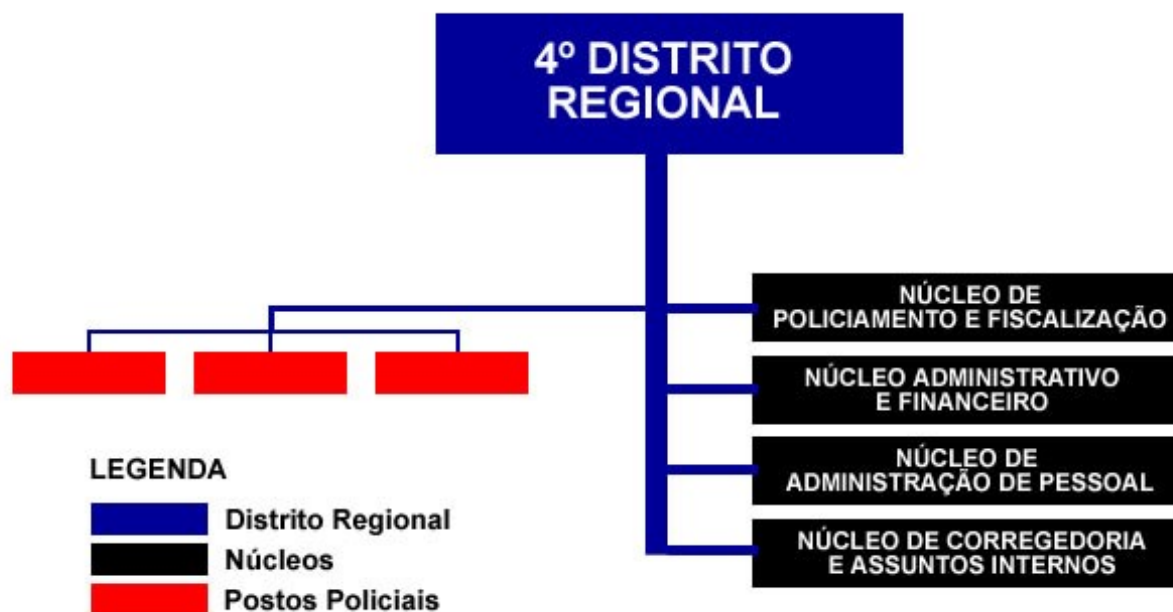 4º DISTRITO
REGIONAL
NÚCLEO DE
POLICIAMENTO E FISCALIZAÇÃO
NÚCLEO ADMINISTRATIVO
E FINANCEIRO
NÚCLEO DE
ADMINISTRAÇÃO DE PESSOAL
NÚCLEO DE CORREGEDORIA
E ASSUNTOS INTERNOS
LEGENDA
Distrito Regional
Núcleos
Postos Policiais